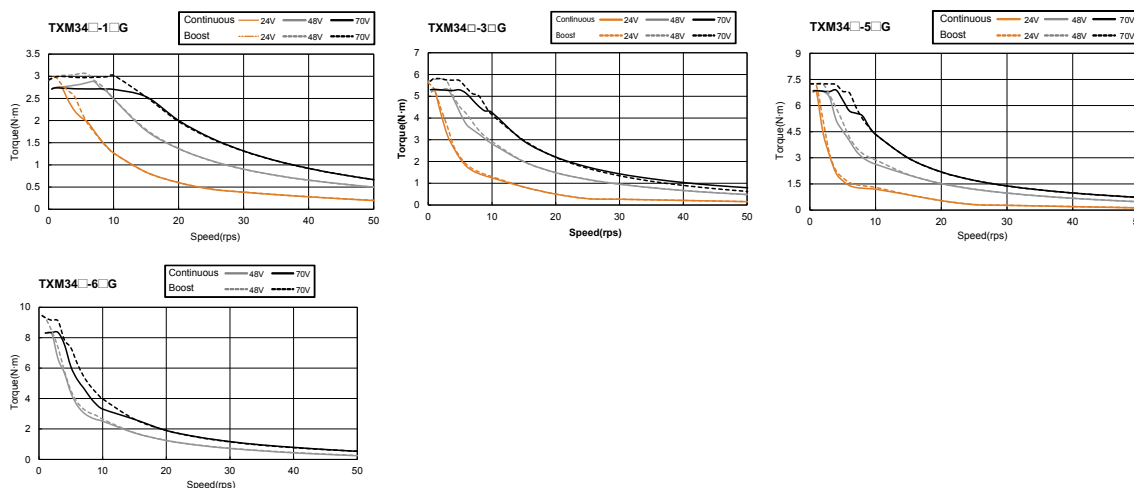 TXM34□-1□G
Continuous 24V 48V 70V
Boost 24V 48V 70V
Torque(N·m)
3.5
3
2.5
2
1.5
1
0.5
0
0 10 20 30 40 50
Speed(rps)
TXM34□-3□G
Continuous 24V 48V 70V
Boost 24V 48V 70V
Torque(N·m)
7
6
5
4
3
2
1
0
0 10 20 30 40 50
Speed(rps)
TXM34□-5□G
Continuous 24V 48V 70V
Boost 24V 48V 70V
Torque(N·m)
9
7.5
6
4.5
3
1.5
0
0 10 20 30 40 50
Speed(rps)
TXM34□-6□G
Continuous 48V 70V
Boost 48V 70V
Torque(N·m)
10
8
6
4
2
0
0 10 20 30 40 50
Speed(rps)